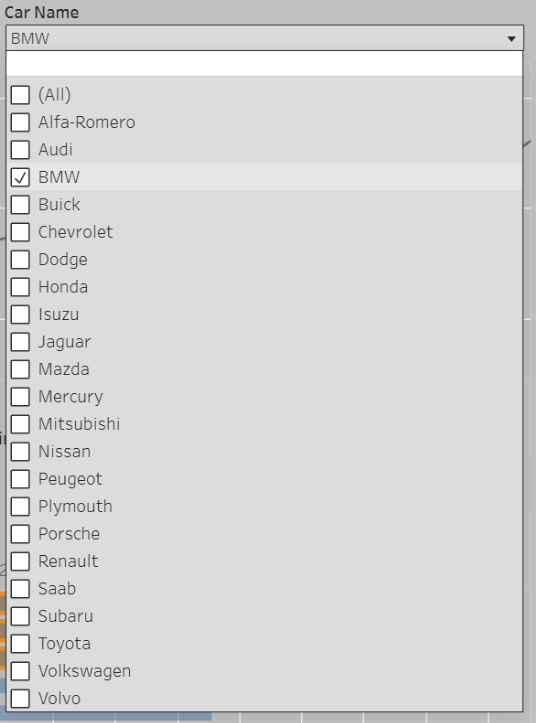 Car Name
BMW
(All)
Alfa-Romero
Audi
BMW
Buick
Chevrolet
Dodge
Honda
Isuzu
Jaguar
Mazda
Mercury
Mitsubishi
Nissan
Peugeot
Plymouth
Porsche
Renault
Saab
Subaru
Toyota
Volkswagen
Volvo